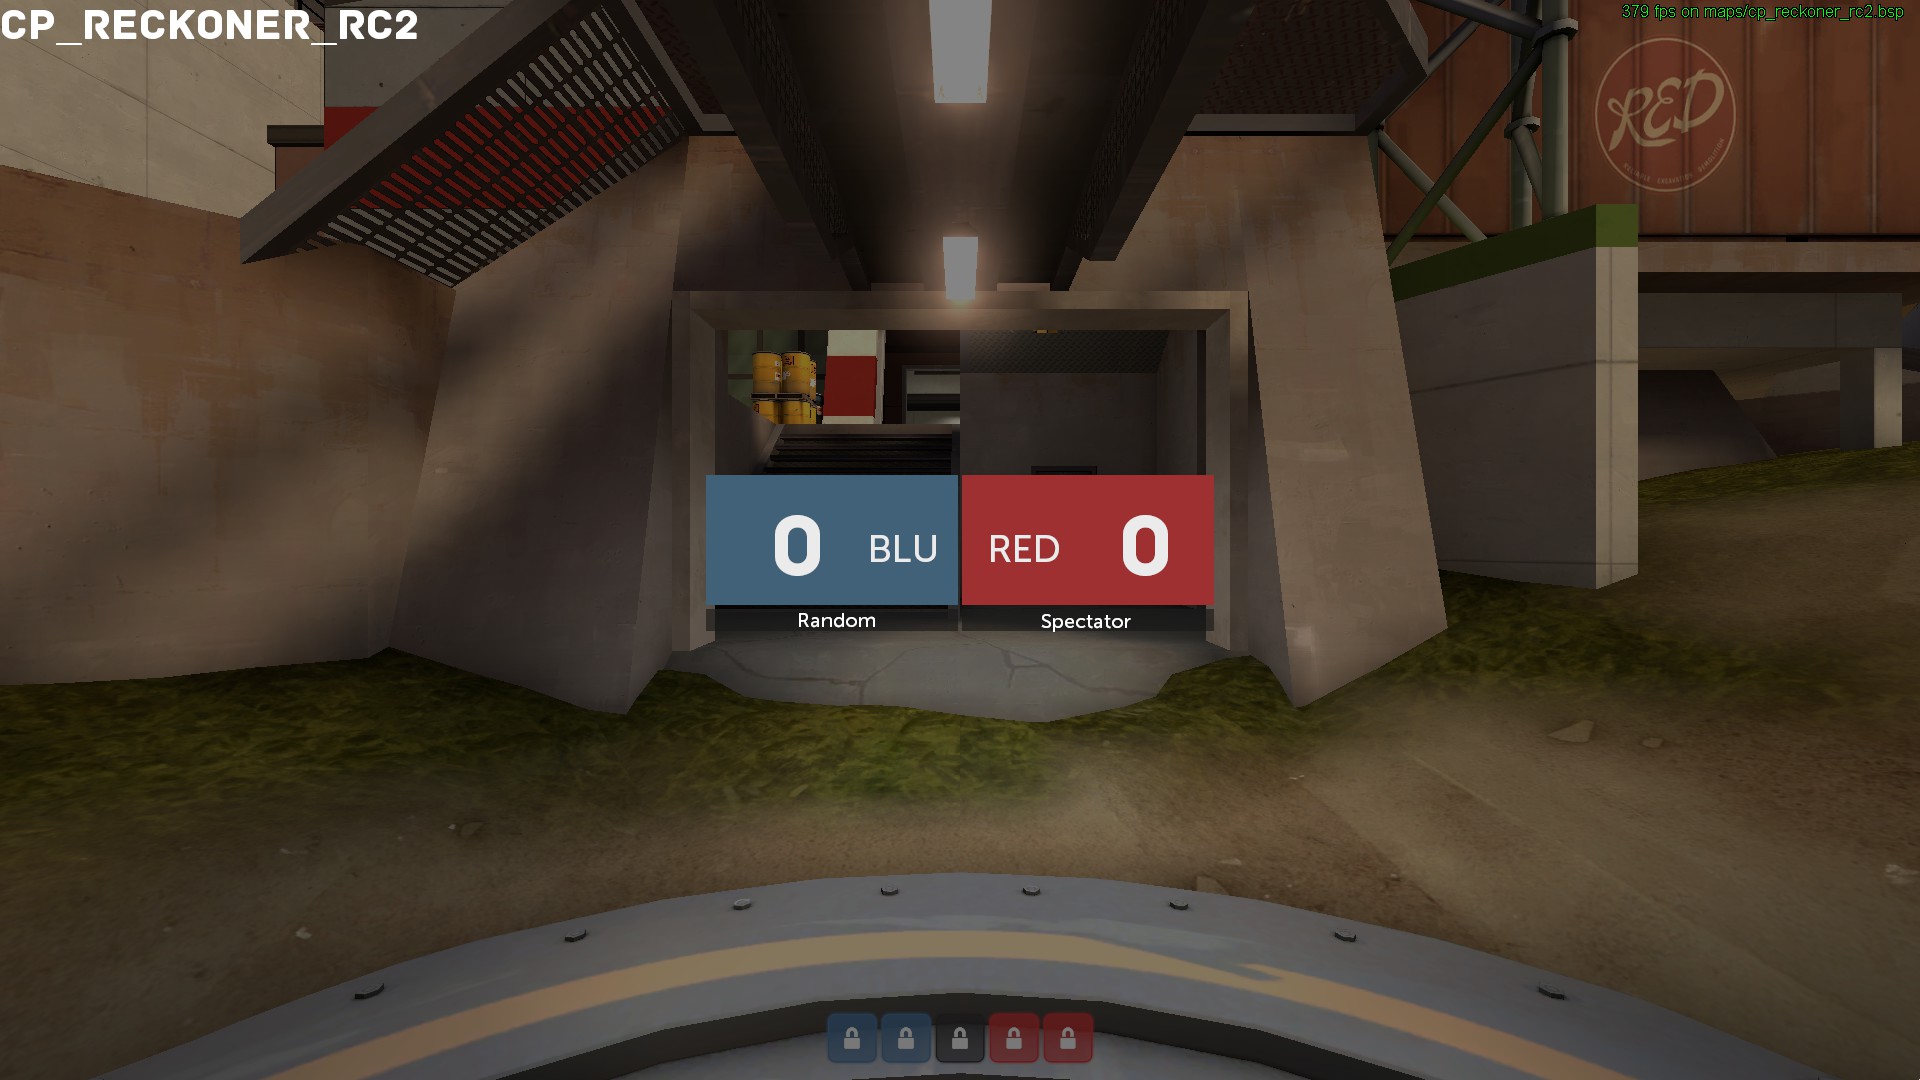 CP_RECKONER_RC2
379 fps on maps/cp_reckoner_rc2.bsp
RED
0 BLU RED 0
Random Spectator